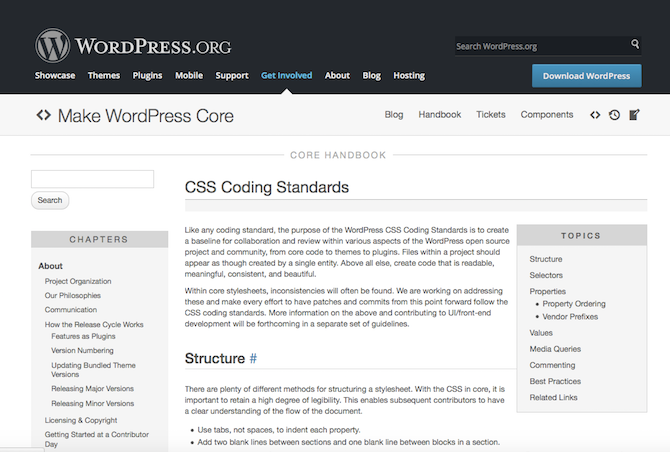 WORDPRESS.ORG
Search WordPress.org
Showcase Themes Plugins Mobile Support Get Involved About Blog Hosting
Download WordPress
Make WordPress Core
Blog Handbook Tickets Components
CORE HANDBOOK
Search
CHAPTERS
About
Project Organization
Our Philosophies
Communication
How the Release Cycle Works
Features as Plugins
Version Numbering
Updating Bundled Theme
Versions
Releasing Major Versions
Releasing Minor Versions
Licensing & Copyright
Getting Started at a Contributor
Day
CSS Coding Standards
Like any coding standard, the purpose of the WordPress CSS Coding Standards is to create
a baseline for collaboration and review within various aspects of the WordPress open source
project and community, from core code to themes to plugins. Files within a project should
appear as though created by a single entity. Above all else, create code that is readable,
meaningful, consistent, and beautiful.
Within core stylesheets, inconsistencies will often be found. We are working on addressing
these and make every effort to have patches and commits from this point forward follow the
CSS coding standards. More information on the above and contributing to UI/front-end
development will be forthcoming in a separate set of guidelines.
Structure #
There are plenty of different methods for structuring a stylesheet. With the CSS in core, it is
important to retain a high degree of legibility. This enables subsequent contributors to have
a clear understanding of the flow of the document.
• Use tabs, not spaces, to indent each property.
• Add two blank lines between sections and one blank line between blocks in a section.
TOPICS
Structure
Selectors
Properties
• Property Ordering
• Vendor Prefixes
Values
Media Queries
Commenting
Best Practices
Related Links